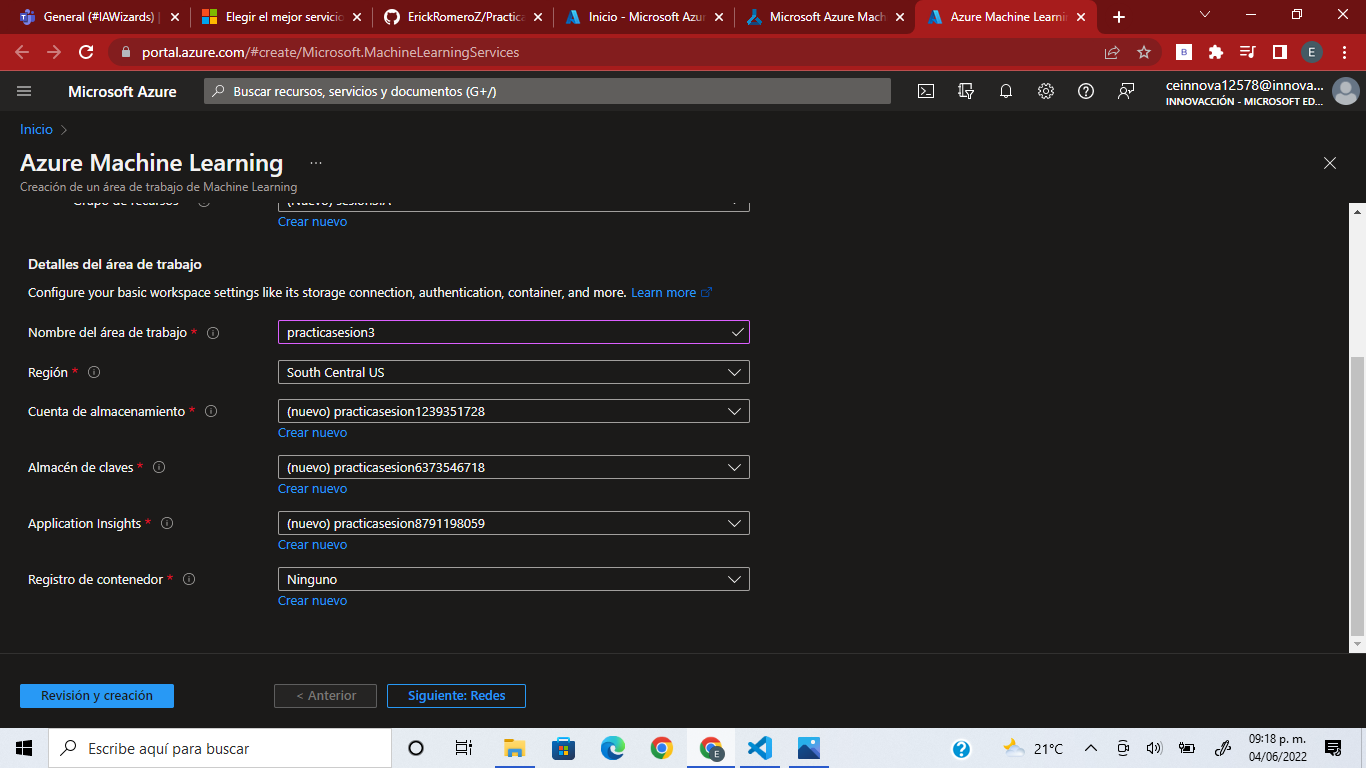 General (#IAWizards) |
Elegir el mejor servicio
ErickRomeroZ/Practica
Inicio - Microsoft Azur
Microsoft Azure Mach
Azure Machine Learnin
portal.azure.com/#create/Microsoft.MachineLearningServices
B
E
Microsoft Azure
Buscar recursos, servicios y documentos (G+/)
ceinnova12578@innova...
INNOVACCIÓN - MICROSOFT ED...
Inicio
Azure Machine Learning
...
Creación de un área de trabajo de Machine Learning
Grupo de recursos
(Nuevo) sesion3IA
Crear nuevo
Detalles del área de trabajo
Configure your basic workspace settings like its storage connection, authentication, container, and more. Learn more
Nombre del área de trabajo *
practicasesion3
Región *
South Central US
Cuenta de almacenamiento *
(nuevo) practicasesion1239351728
Crear nuevo
Almacén de claves *
(nuevo) practicasesion6373546718
Crear nuevo
Application Insights *
(nuevo) practicasesion8791198059
Crear nuevo
Registro de contenedor *
Ninguno
Crear nuevo
Revisión y creación
< Anterior
Siguiente: Redes
Escribe aquí para buscar
E
21°C
09:18 p. m.
04/06/2022